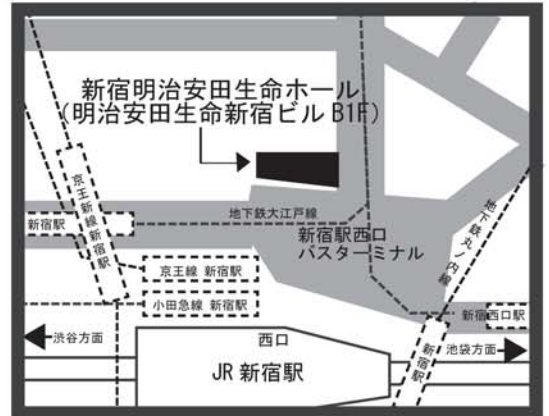 新宿明治安田生命ホール
(明治安田生命新宿ビル B1F)
京王新線新宿駅
新宿駅
地下鉄大江戸線
新宿駅西口
バスターミナル
地下鉄丸ノ内線
京王線 新宿駅
小田急線 新宿駅
新宿西口駅
渋谷方面
西口
新宿駅
池袋方面
JR 新宿駅